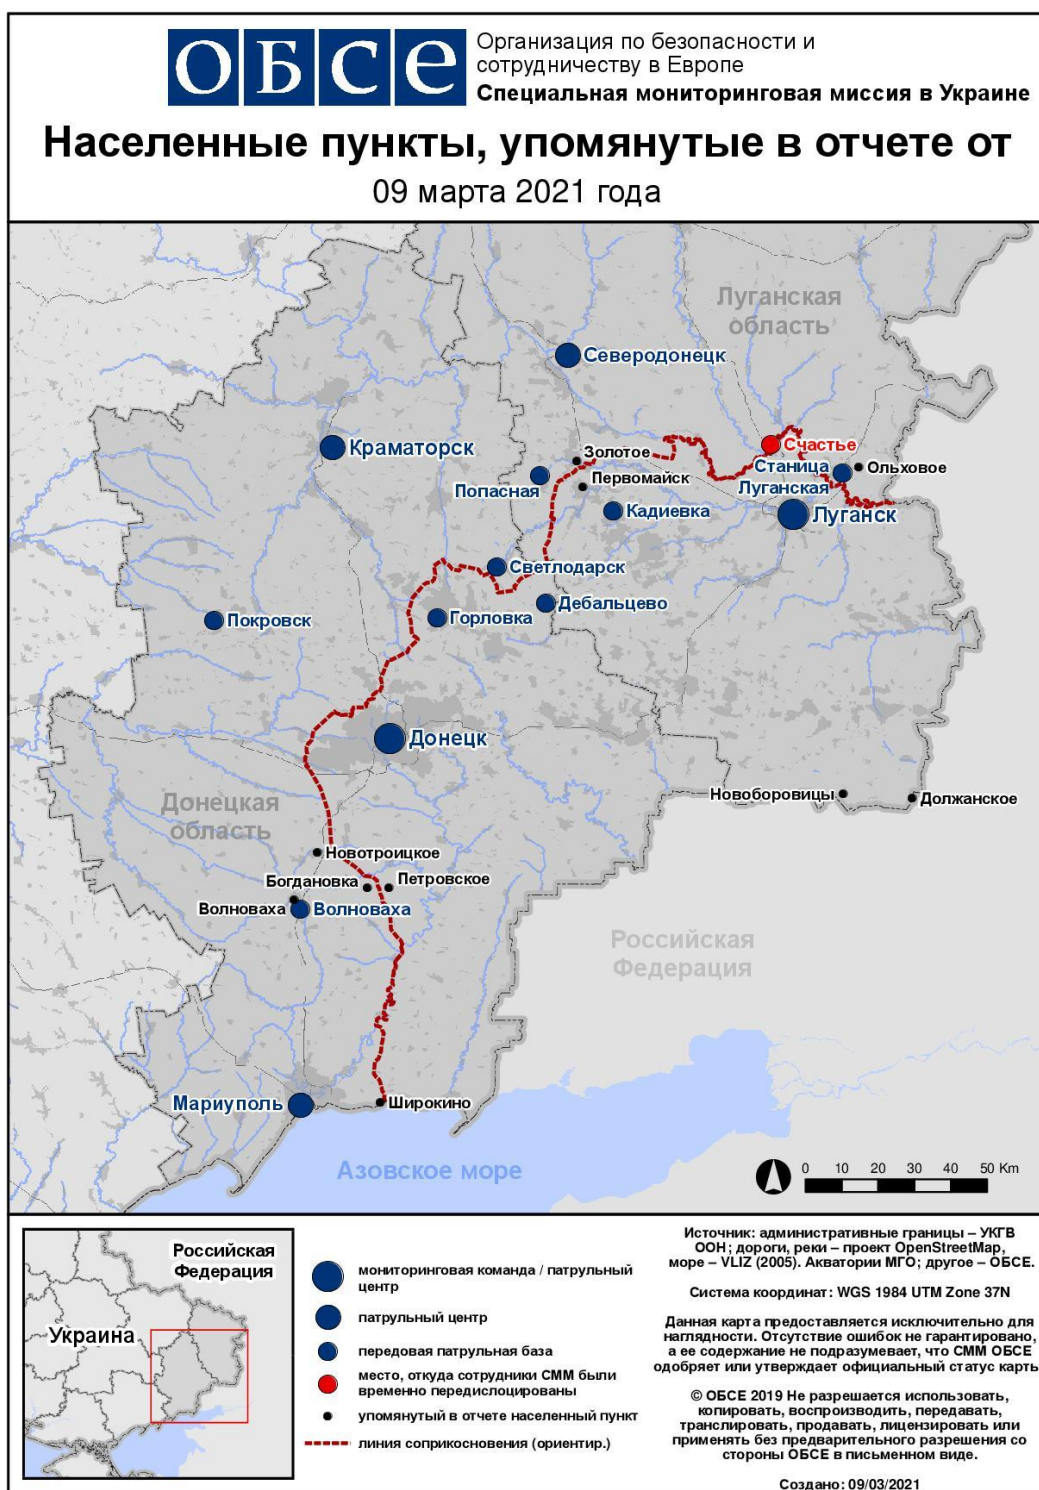 ОБСЕ
Организация по безопасности и
сотрудничеству в Европе
Специальная мониторинговая миссия в Украине
Населенные пункты, упомянутые в отчете от
09 марта 2021 года
Луганская
область
Северодонецк
Краматорск
Счастье
Золотое
Станица
Луганская
Ольховое
Попасная
Первомайск
Кадиевка
Луганск
Светлодарск
Дебальцево
Горловка
Покровск
Донецк
Донецкая
область
Новоборовицы
Должанское
Новотроицкое
Богдановка
Петровское
Волноваха
Волноваха
Российская
Федерация
Мариуполь
Широкино
Азовское море
0 10 20 30 40 50 Km
Российская
Федерация
Украина
мониторинговая команда / патрульный
центр
патрульный центр
передовая патрульная база
место, откуда сотрудники СММ были
временно передислоцированы
упомянутый в отчете населенный пункт
линия соприкосновения (ориентир.)
Источник: административные границы – УКГВ
ООН; дороги, реки – проект OpenStreetMap,
море – VLIZ (2005). Акватории МГО; другое – ОБСЕ.
Система координат: WGS 1984 UTM Zone 37N
Данная карта предоставляется исключительно для
наглядности. Отсутствие ошибок не гарантировано,
а ее содержание не подразумевает, что СММ ОБСЕ
одобряет или утверждает официальный статус карть
© ОБСЕ 2019 Не разрешается использовать,
копировать, воспроизводить, передавать,
транслировать, продавать, лицензировать или
применять без предварительного разрешения со
стороны ОБСЕ в письменном виде.
Создано: 09/03/2021